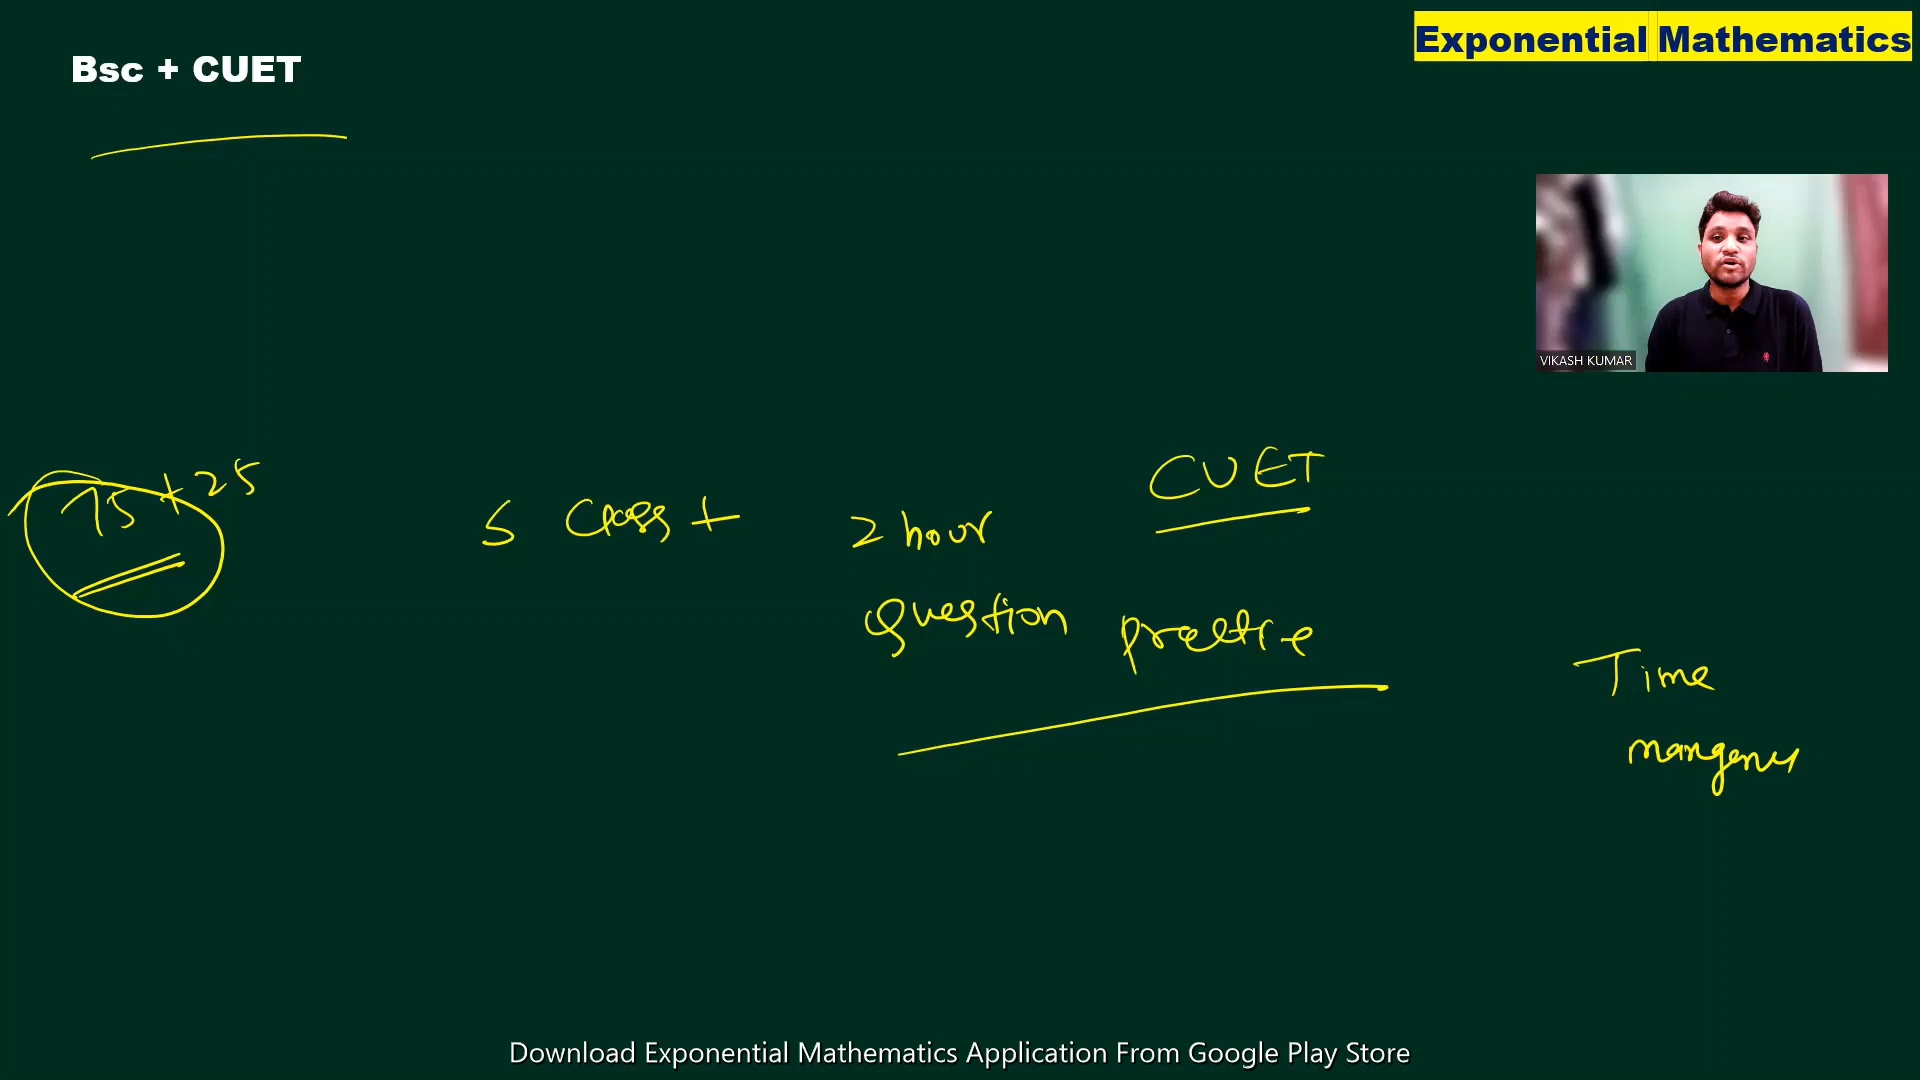 Exponential Mathematics
Bsc + CUET
VIKASH KUMAR
CUET
75+25
5 Class +
2 hour
question practice
Time
Download Exponential Mathematics Application From Google Play Store